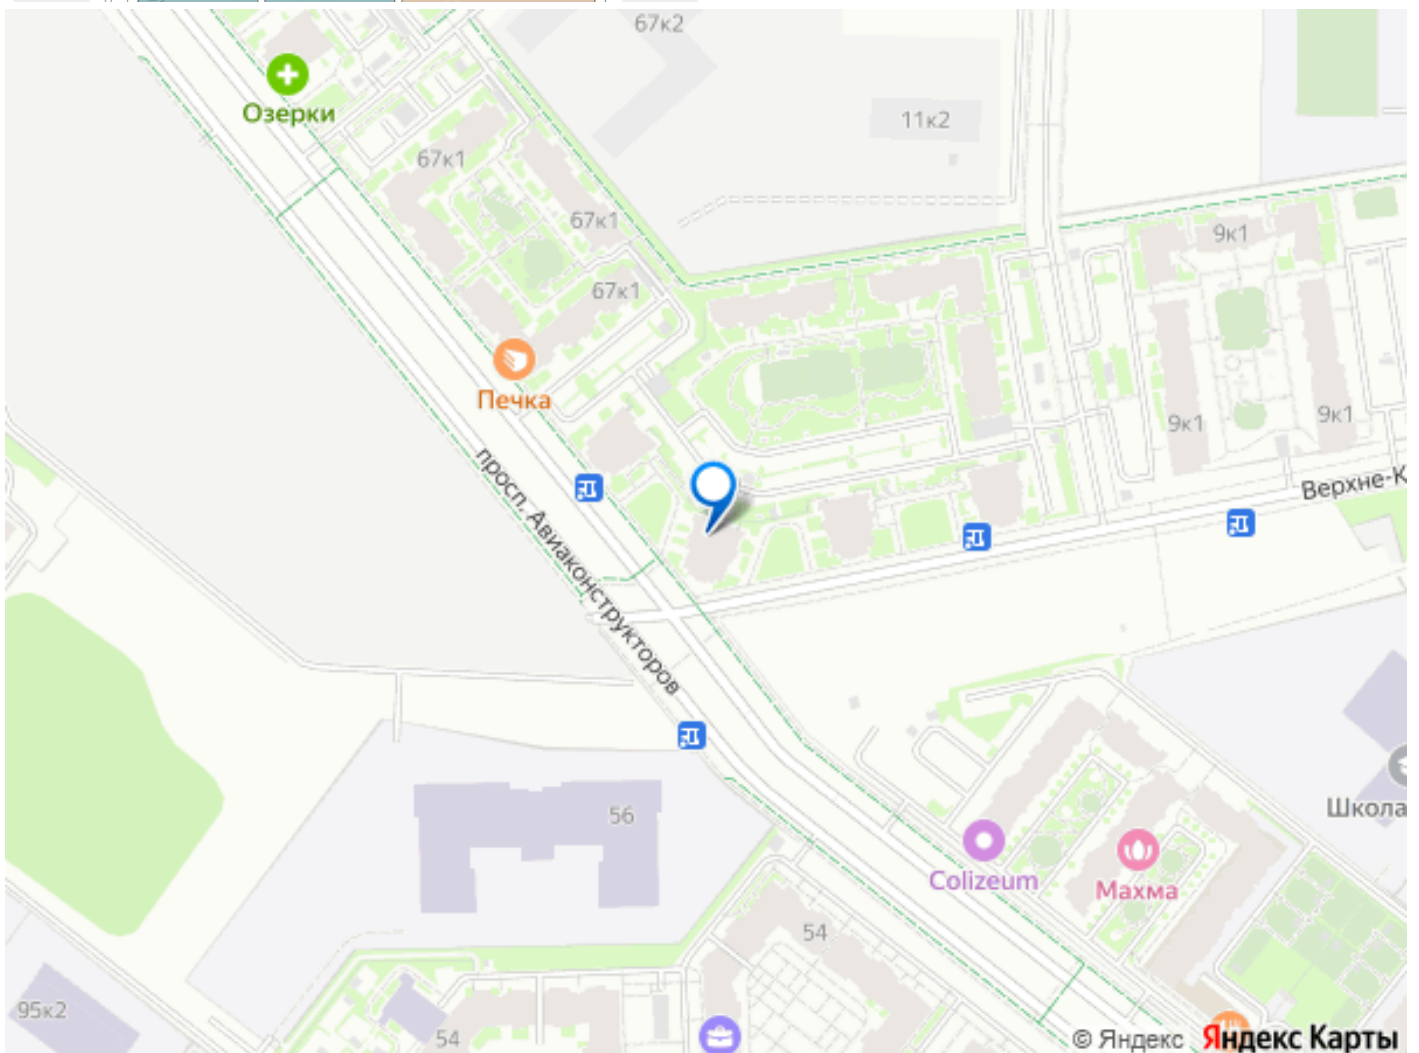 67к2
Озерки
11к2
67к1
67к1
9к1
67к1
Печка
9к1
9к1
просп. Авиаконструкторов
Верхне-К
56
Школа
Colizeum
Махма
54
95к2
54
© Яндекс Яндекс Карты